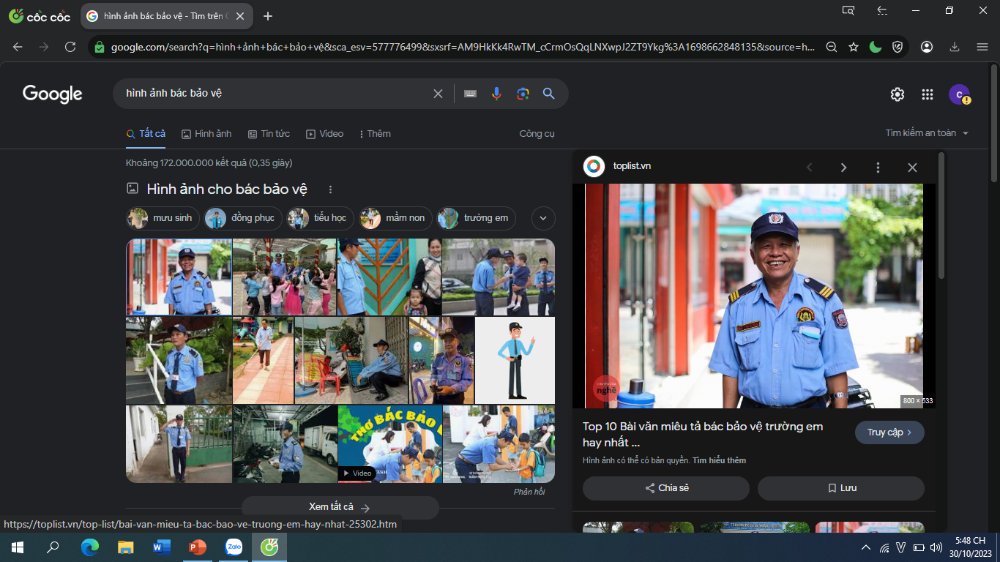 cốc cốc
hình ảnh bác bảo vệ - Tìm trên
google.com/search?q=hình+ảnh+bác+bảo+vệ&sca_esv=577776499&sxsrf=AM9HkKk4RwTM_cCrmOsQqLNXwpJ2ZT9Ykg%3A1698662848135&source=h...
Google
hình ảnh bác bảo vệ
c
Tất cả
Hình ảnh
Tin tức
Video
Thêm
Công cụ
Tìm kiếm an toàn
Khoảng 172.000.000 kết quả (0,35 giây)
Hình ảnh cho bác bảo vệ
mưu sinh
đồng phục
tiểu học
mầm non
trường em
THƠ BÁC BẢO
Video
Phản hồi
Xem tất cả
toplist.vn
nghề
800 × 533
Top 10 Bài văn miêu tả bác bảo vệ trường em
hay nhất ...
Truy cập
Hình ảnh có thể có bản quyền. Tìm hiểu thêm
Chia sẻ
Lưu
https://toplist.vn/top-list/bai-van-mieu-ta-bac-bao-ve-truong-em-hay-nhat-25302.htm
Zalo
5:48 CH
30/10/2023